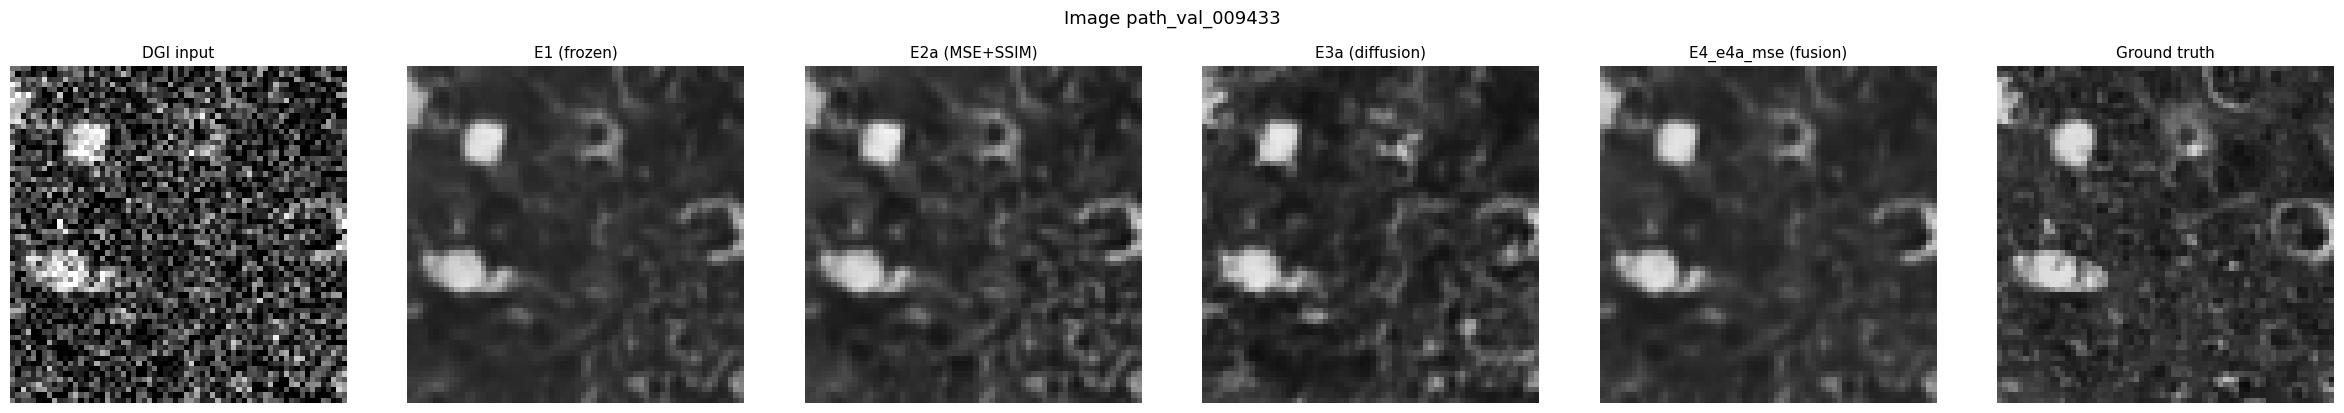 Image path_val_009433
DGI input
E1 (frozen)
E2a (MSE+SSIM)
E3a (diffusion)
E4_e4a_mse (fusion)
Ground truth